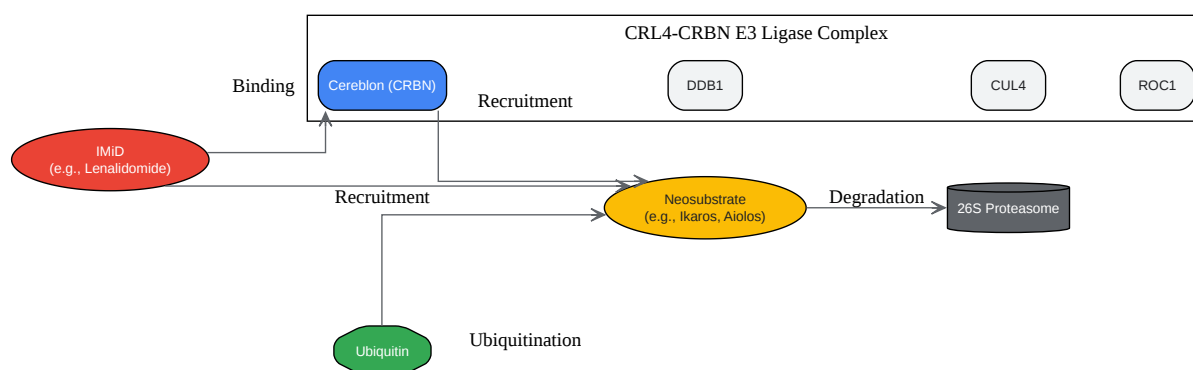 CRL4-CRBN E3 Ligase Complex
Binding
Cereblon (CRBN)
Recruitment
DDB1
CUL4
ROC1
IMiD
(e.g., Lenalidomide)
Recruitment
Neosubstrate
(e.g., Ikaros, Aiolos)
Degradation
26S Proteasome
Ubiquitin
Ubiquitination